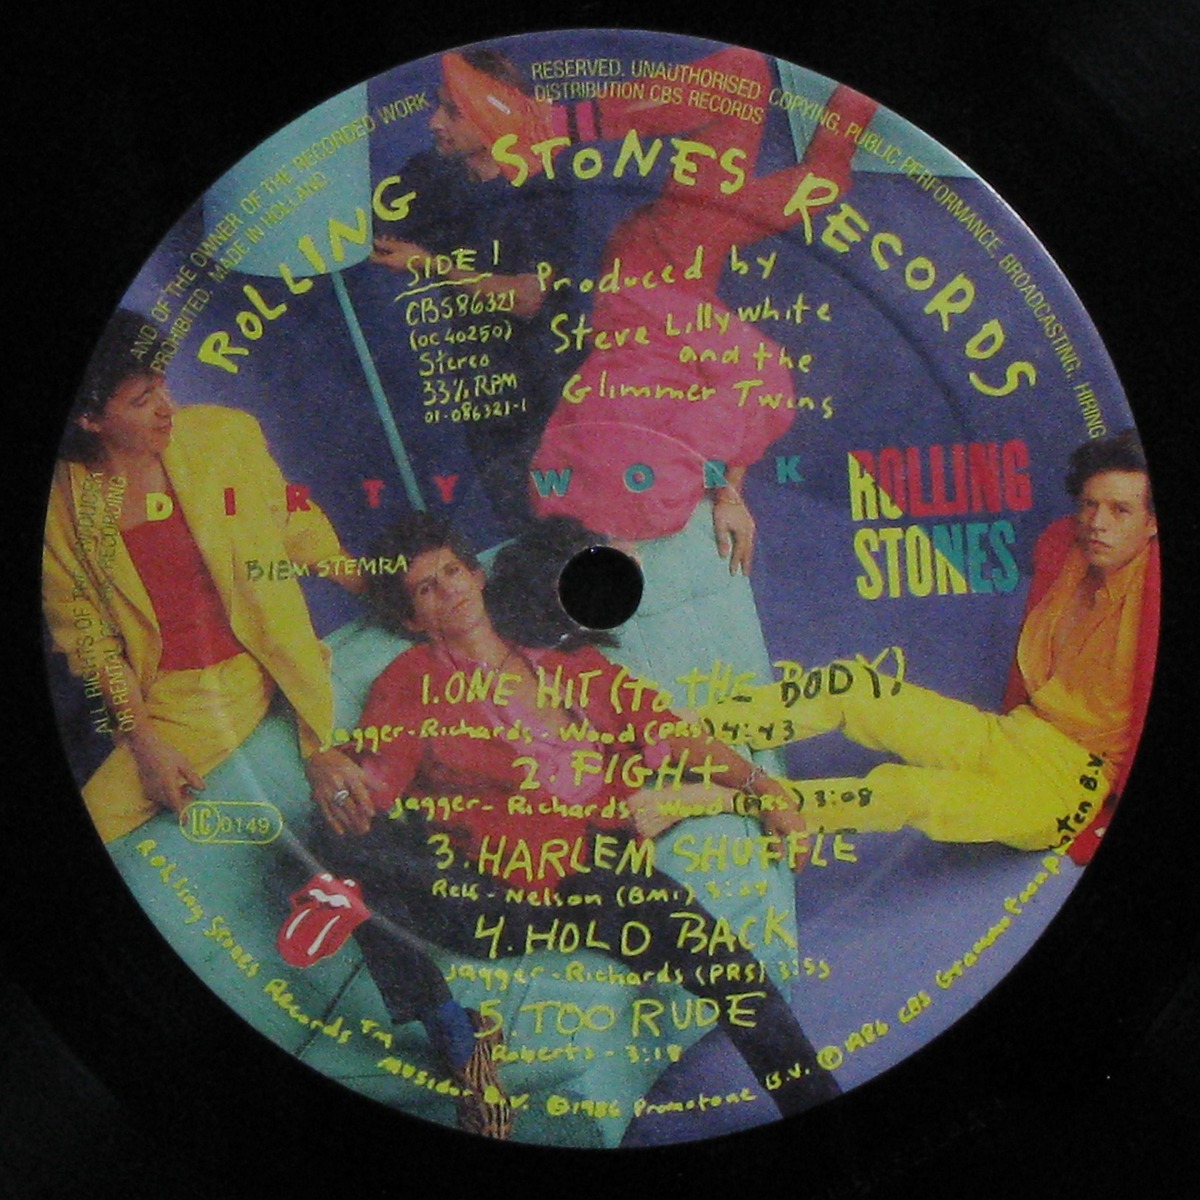 RESERVED. UNAUTHORISED COPYING, PUBLIC PERFORMANCE, BROADCASTING, HIRING
DISTRIBUTION CBS RECORDS
AND OF THE OWNER OF THE RECORDED WORK
PROHIBITED. MADE IN HOLLAND
ALL RIGHTS OF THE PRODUCER
OR RENTAL OF RECORDING
ROLLING STONES RECORDS
SIDE 1
CBS86321
(OC 40250)
Stereo
33⅓ RPM
01-086321-1
Produced by
Steve Lillywhite
and the
Glimmer Twins
DIRTY WORK
ROLLING
STONES
BIEM STEMRA
1. ONE HIT (To tHE BODY)
Jagger-Richards-Wood (PRS) 4:43
2. FIGHt
Jagger-Richards-Wood (PRS) 3:08
3. HARLEM SHUFFLE
Relf-Nelson (BMI)
4. HOLD BACK
Jagger-Richards (PRS) 3:55
5. TOO RUDE
Roberts-3:18
LC 0149
Rolling Stones Records TM Musidor B.V. ©1986 Promotone B.V. ℗1986 CBS Grammofoonplaten B.V.